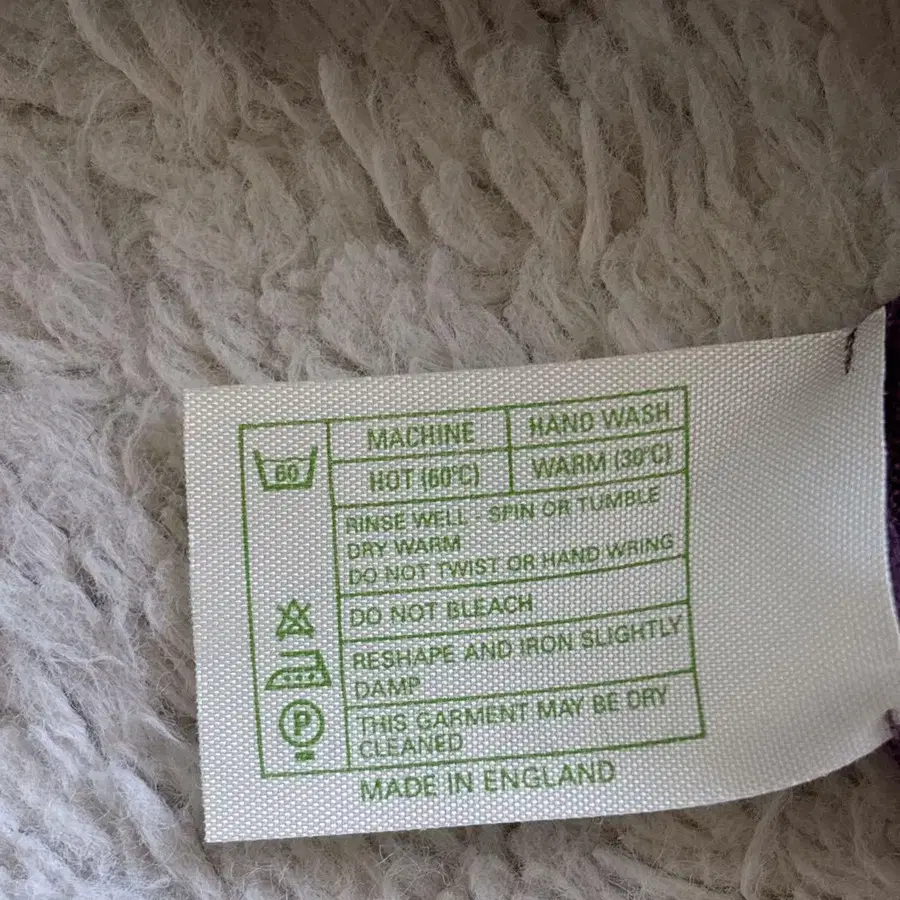 60
MACHINE
HAND WASH
HOT (60°C)
WARM (30°C)
RINSE WELL - SPIN OR TUMBLE
DRY WARM
DO NOT TWIST OR HAND WRING
DO NOT BLEACH
RESHAPE AND IRON SLIGHTLY
DAMP
P
THIS GARMENT MAY BE DRY
CLEANED
MADE IN ENGLAND